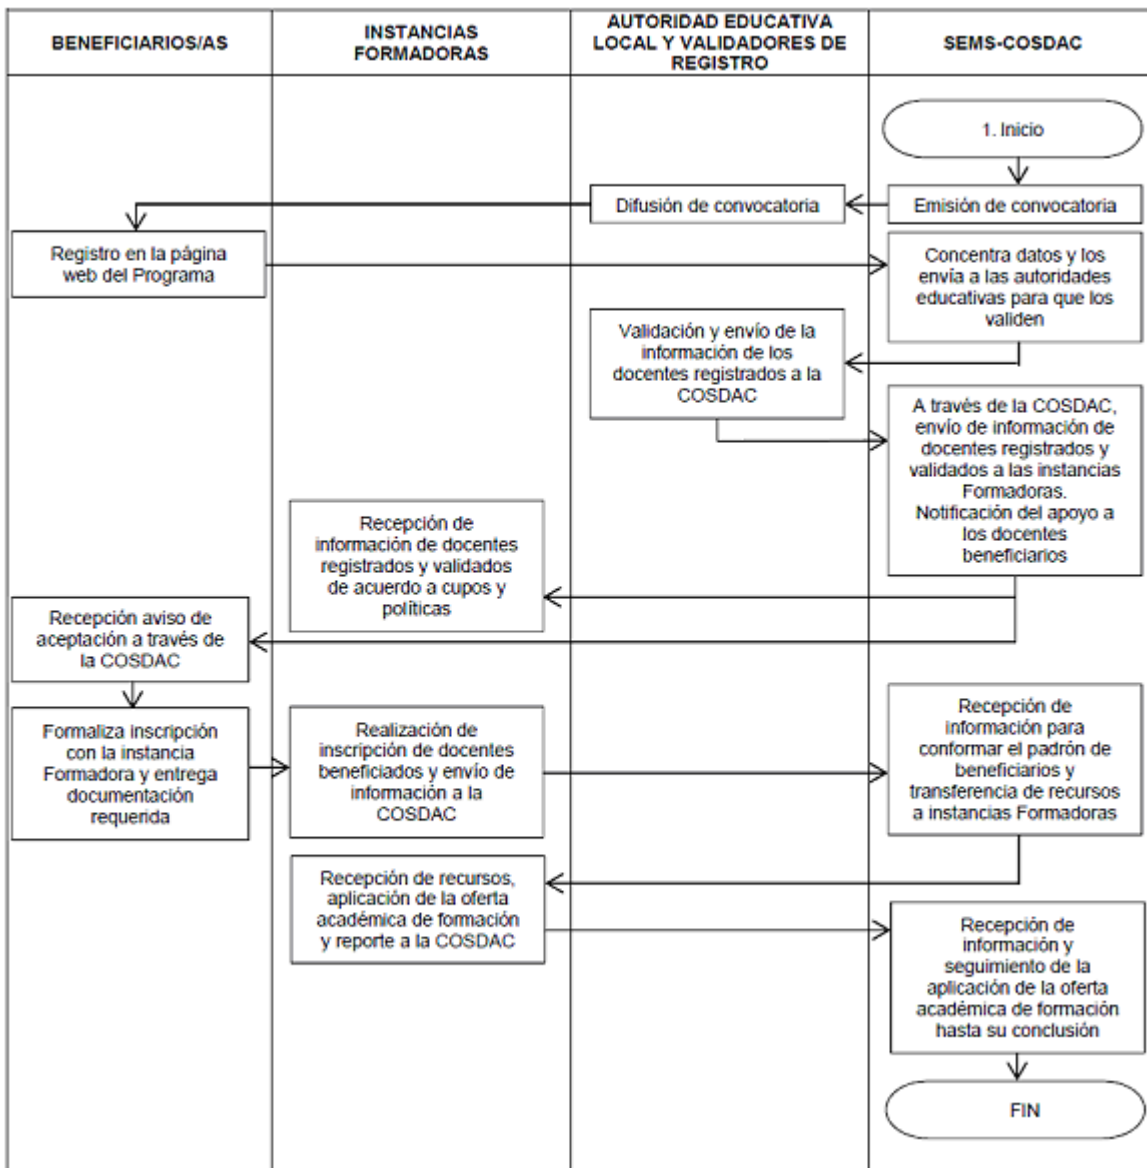 BENEFICIARIOS/AS
INSTANCIAS
FORMADORAS
AUTORIDAD EDUCATIVA
LOCAL Y VALIDADORES DE
REGISTRO
SEMS-COSDAC
1. Inicio
Emisión de convocatoria
Difusión de convocatoria
Registro en la página
web del Programa
Concentra datos y los
envía a las autoridades
educativas para que los
validen
Validación y envío de la
información de los
docentes registrados a la
COSDAC
A través de la COSDAC,
envío de información de
docentes registrados y
validados a las instancias
Formadoras.
Notificación del apoyo a
los docentes
beneficiarios
Recepción de
información de docentes
registrados y validados
de acuerdo a cupos y
políticas
Recepción aviso de
aceptación a través de
la COSDAC
Formaliza inscripción
con la instancia
Formadora y entrega
documentación
requerida
Realización de
inscripción de docentes
beneficiados y envío de
información a la
COSDAC
Recepción de
información para
conformar el padrón de
beneficiarios y
transferencia de recursos
a instancias Formadoras
Recepción de recursos,
aplicación de la oferta
académica de formación
y reporte a la COSDAC
Recepción de
información y
seguimiento de la
aplicación de la oferta
académica de formación
hasta su conclusión
FIN